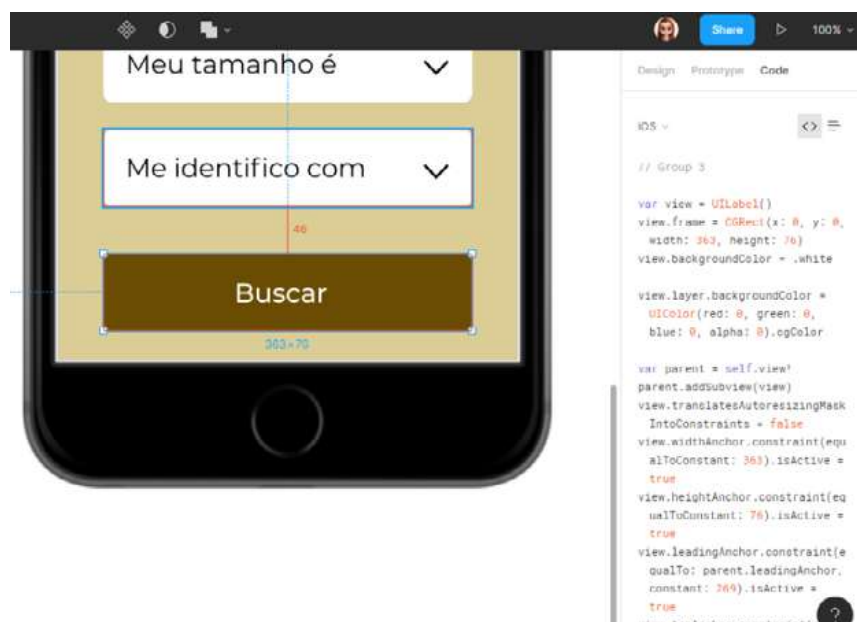 Share
100%
Meu tamanho é
Me identifico com
46
Buscar
363×76
Design Prototype Code
iOS
<>
// Group 3
var view = UILabel()
view.frame = CGRect(x: 0, y: 0,
width: 363, height: 76)
view.backgroundColor = .white
view.layer.backgroundColor =
UIColor(red: 0, green: 0,
blue: 0, alpha: 0).cgColor
var parent = self.view!
parent.addSubview(view)
view.translatesAutoresizingMask
IntoConstraints = false
view.widthAnchor.constraint(equ
alToConstant: 363).isActive =
true
view.heightAnchor.constraint(eq
ualToConstant: 76).isActive =
true
view.leadingAnchor.constraint(e
qualTo: parent.leadingAnchor,
constant: 269).isActive =
true
?